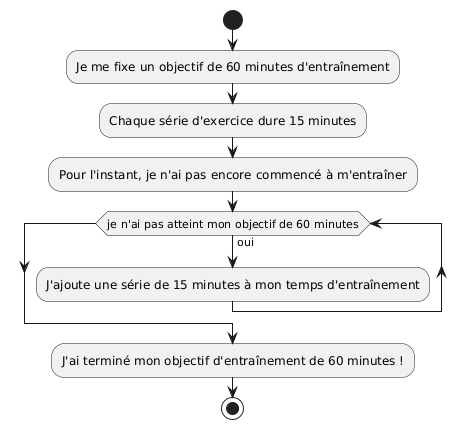 Je me fixe un objectif de 60 minutes d'entraînement
Chaque série d'exercice dure 15 minutes
Pour l'instant, je n'ai pas encore commencé à m'entraîner
je n'ai pas atteint mon objectif de 60 minutes
oui
J'ajoute une série de 15 minutes à mon temps d'entraînement
J'ai terminé mon objectif d'entraînement de 60 minutes !